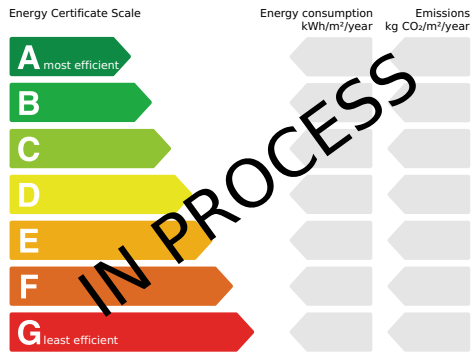 Energy Certificate Scale
Energy consumption
kWh/m²/year
Emissions
kg CO₂/m²/year
A most efficient
B
C
D
E
F
G least efficient
IN PROCESS